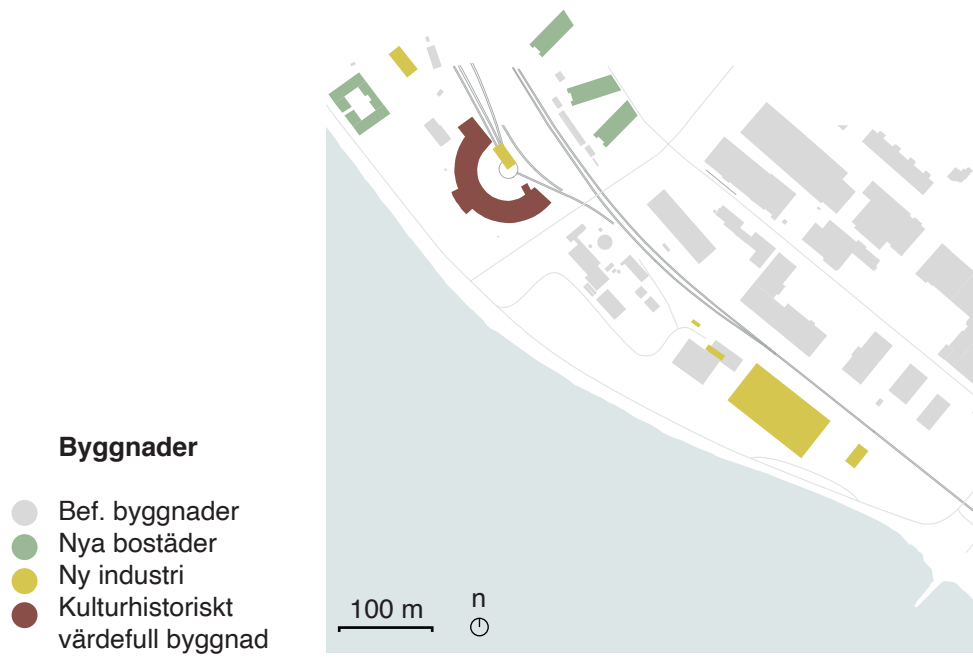 Byggnader
Bef. byggnader
Nya bostäder
Ny industri
Kulturhistoriskt
värdefull byggnad
100 m
n